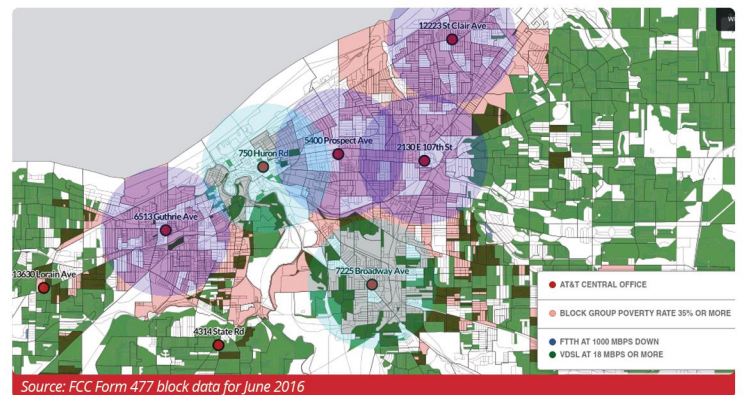 12223 St Clair Ave
5400 Prospect Ave
750 Huron Rd
2130 E 107th St
6513 Guthrie Ave
13630 Lorain Ave
7225 Broadway Ave
4314 State Rd
AT&T CENTRAL OFFICE
BLOCK GROUP POVERTY RATE 35% OR MORE
FTTH AT 1000 MBPS DOWN
VDSL AT 18 MBPS OR MORE
Source: FCC Form 477 block data for June 2016